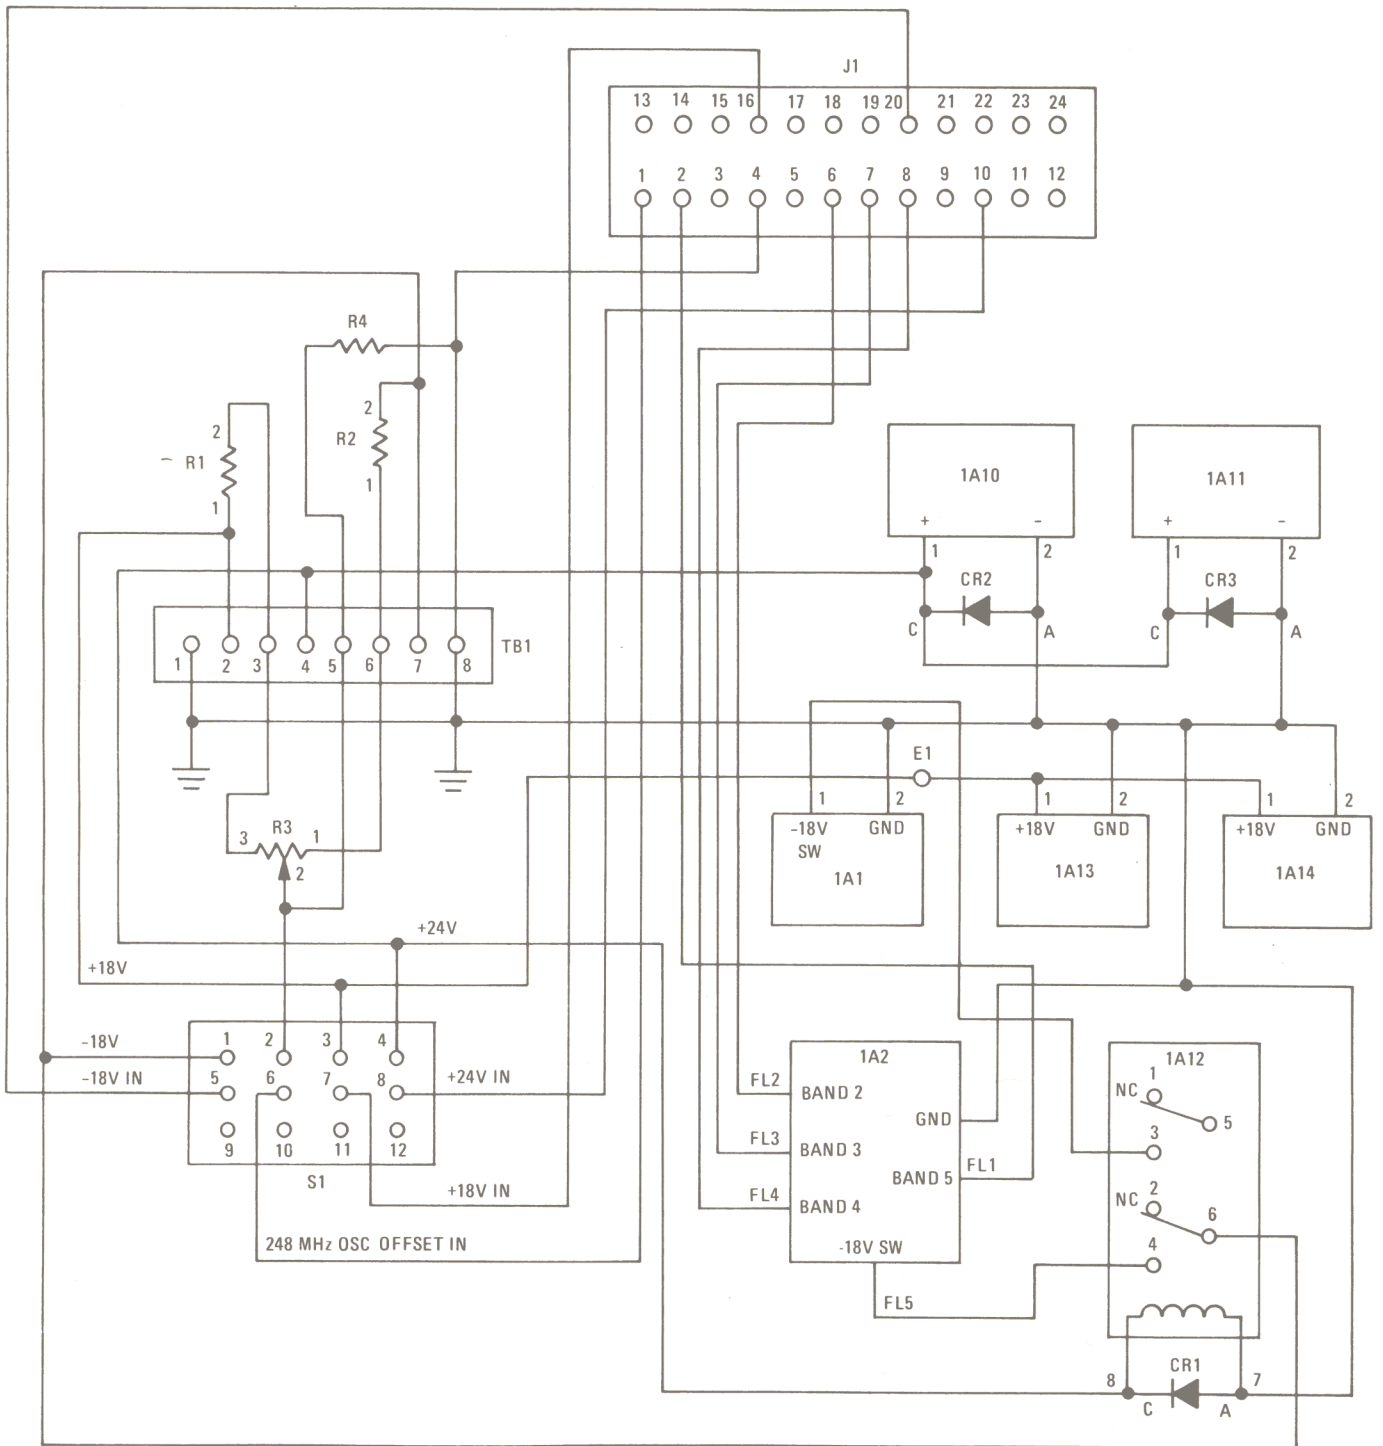 J1
13 14 15 16 17 18 19 20 21 22 23 24
1 2 3 4 5 6 7 8 9 10 11 12
R4
2
R2
1
2
R1
1
1A10
+ -
1 2
CR2
C A
1A11
+ -
1 2
CR3
C A
TB1
1 2 3 4 5 6 7 8
E1
R3
3 1
2
1 2
-18V GND
SW
1A1
1 2
+18V GND
1A13
1 2
+18V GND
1A14
+24V
+18V
-18V
-18V IN
1 2 3 4
5 6 7 8
9 10 11 12
S1
+24V IN
+18V IN
248 MHz OSC OFFSET IN
1A2
FL2 BAND 2
GND
FL3 BAND 3
BAND 5 FL1
FL4 BAND 4
-18V SW
FL5
1A12
1
NC
5
3
2
NC
6
4
CR1
8 7
C A